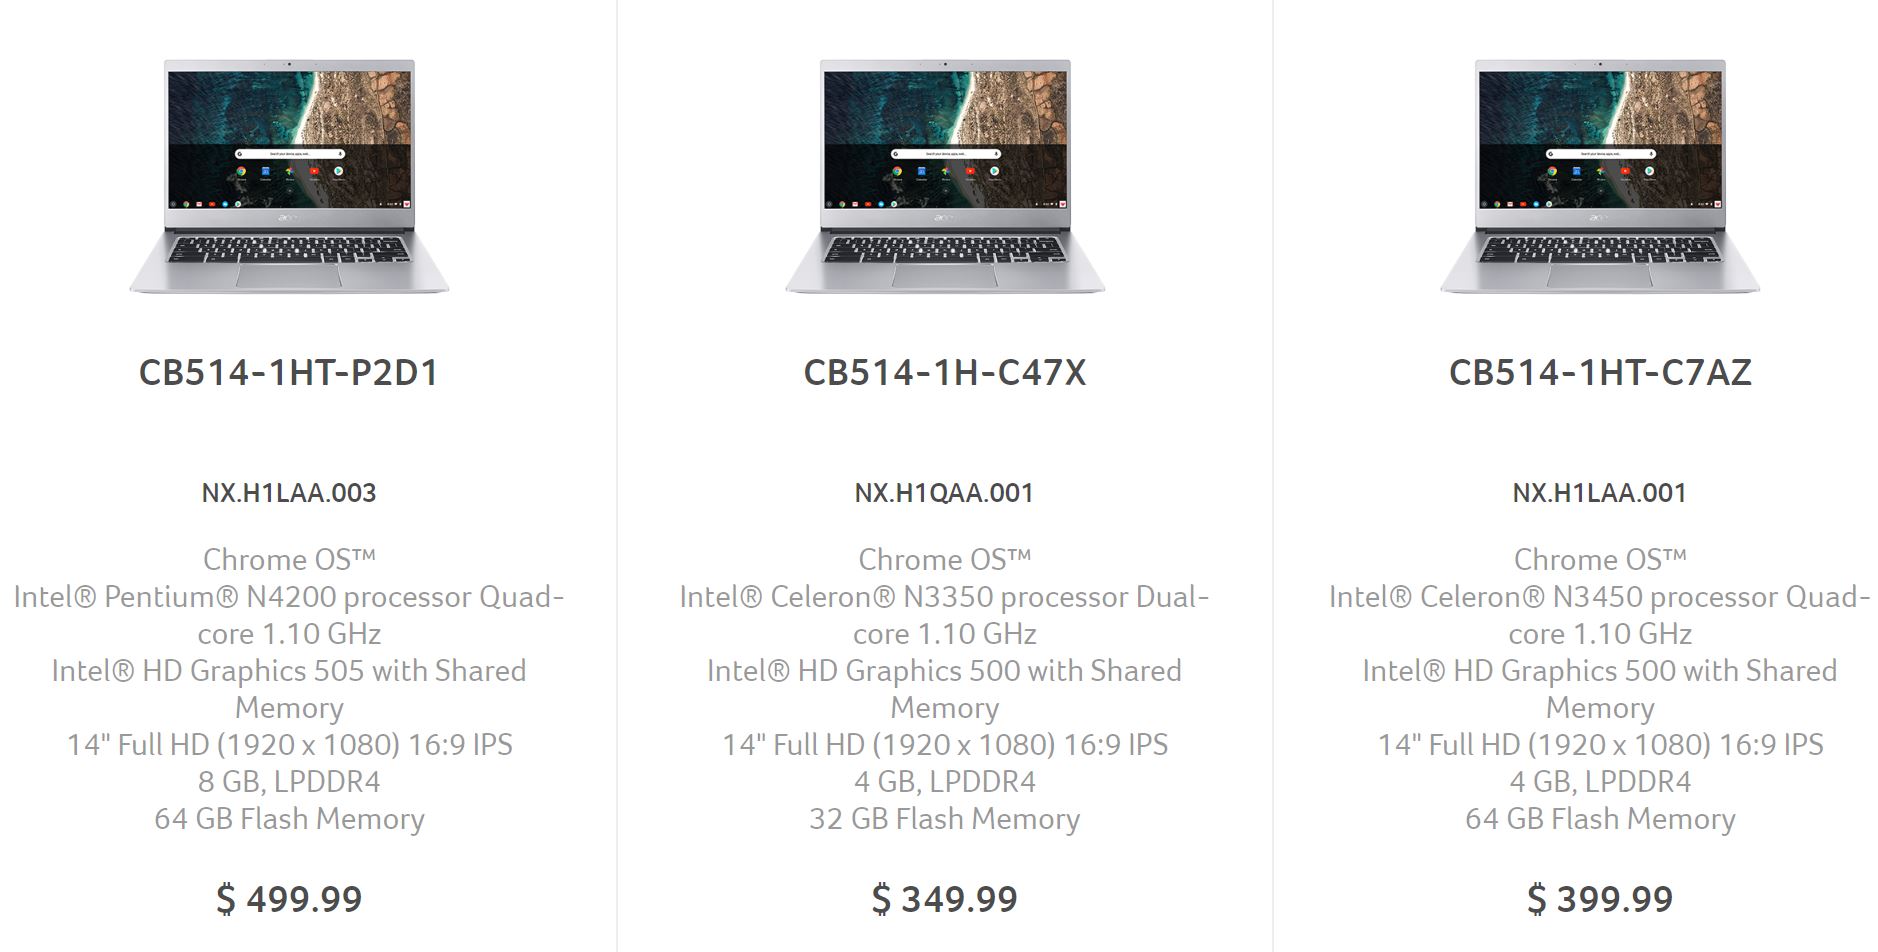 acer
acer
acer
CB514-1HT-P2D1
NX.H1LAA.003
Chrome OS™
Intel® Pentium® N4200 processor Quad-
core 1.10 GHz
Intel® HD Graphics 505 with Shared
Memory
14" Full HD (1920 x 1080) 16:9 IPS
8 GB, LPDDR4
64 GB Flash Memory
$ 499.99
CB514-1H-C47X
NX.H1QAA.001
Chrome OS™
Intel® Celeron® N3350 processor Dual-
core 1.10 GHz
Intel® HD Graphics 500 with Shared
Memory
14" Full HD (1920 x 1080) 16:9 IPS
4 GB, LPDDR4
32 GB Flash Memory
$ 349.99
CB514-1HT-C7AZ
NX.H1LAA.001
Chrome OS™
Intel® Celeron® N3450 processor Quad-
core 1.10 GHz
Intel® HD Graphics 500 with Shared
Memory
14" Full HD (1920 x 1080) 16:9 IPS
4 GB, LPDDR4
64 GB Flash Memory
$ 399.99